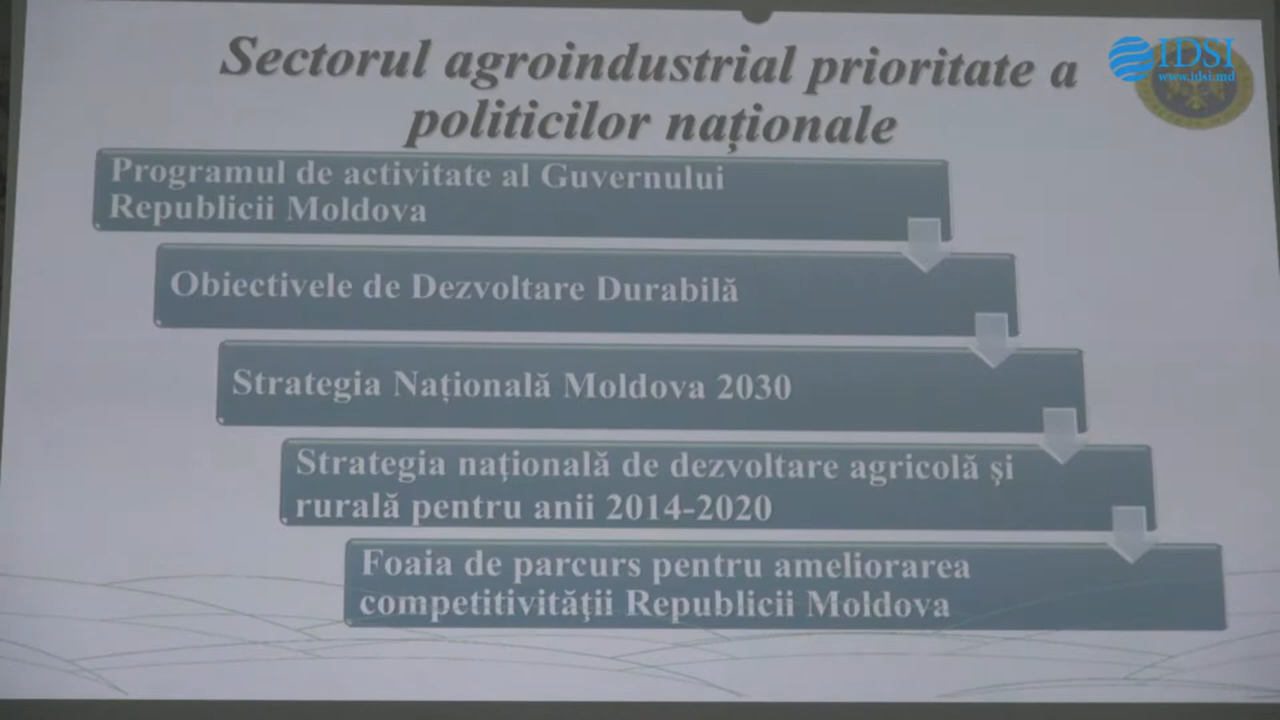 Sectorul agroindustrial prioritate a
politicilor naționale
IDSI
www.idsi.md
Programul de activitate al Guvernului
Republicii Moldova
Obiectivele de Dezvoltare Durabilă
Strategia Națională Moldova 2030
Strategia națională de dezvoltare agricolă și
rurală pentru anii 2014-2020
Foaia de parcurs pentru ameliorarea
competitivităţii Republicii Moldova